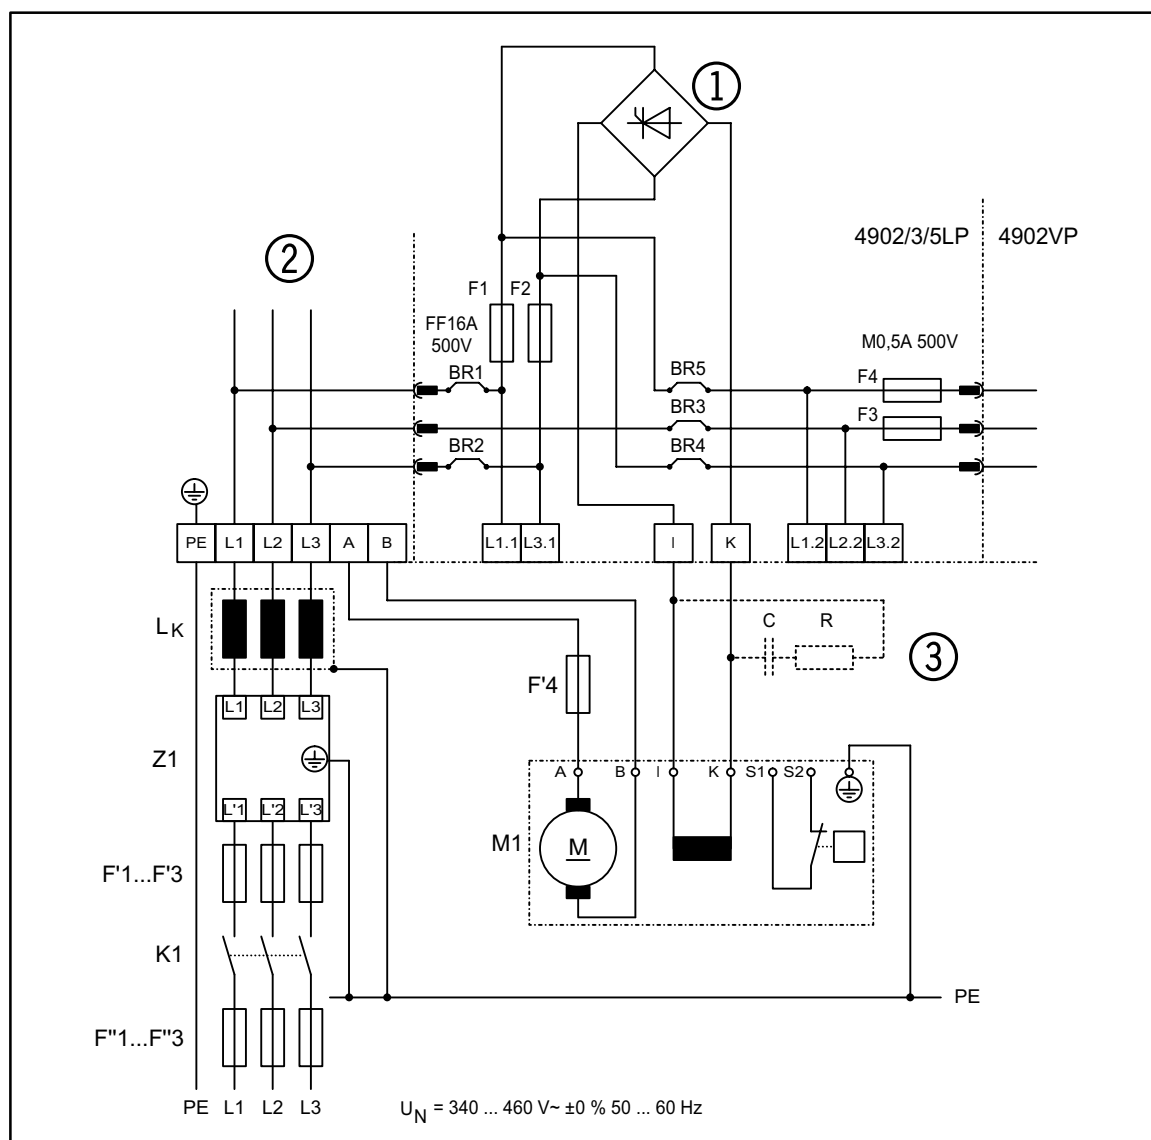 1
4902/3/5LP 4902VP
2
F1 F2
FF16A
500V
M0,5A 500V
BR1 BR5 F4
BR3 F3
BR2 BR4
PE L1 L2 L3 A B L1.1 L3.1 I K L1.2 L2.2 L3.2
LK
C R
3
F'4
L1 L2 L3
Z1
A B I K S1 S2
L'1 L'2 L'3
M1 M
F'1...F'3
K1
PE
F''1...F''3
PE L1 L2 L3
UN = 340 ... 460 V~ ±0 % 50 ... 60 Hz